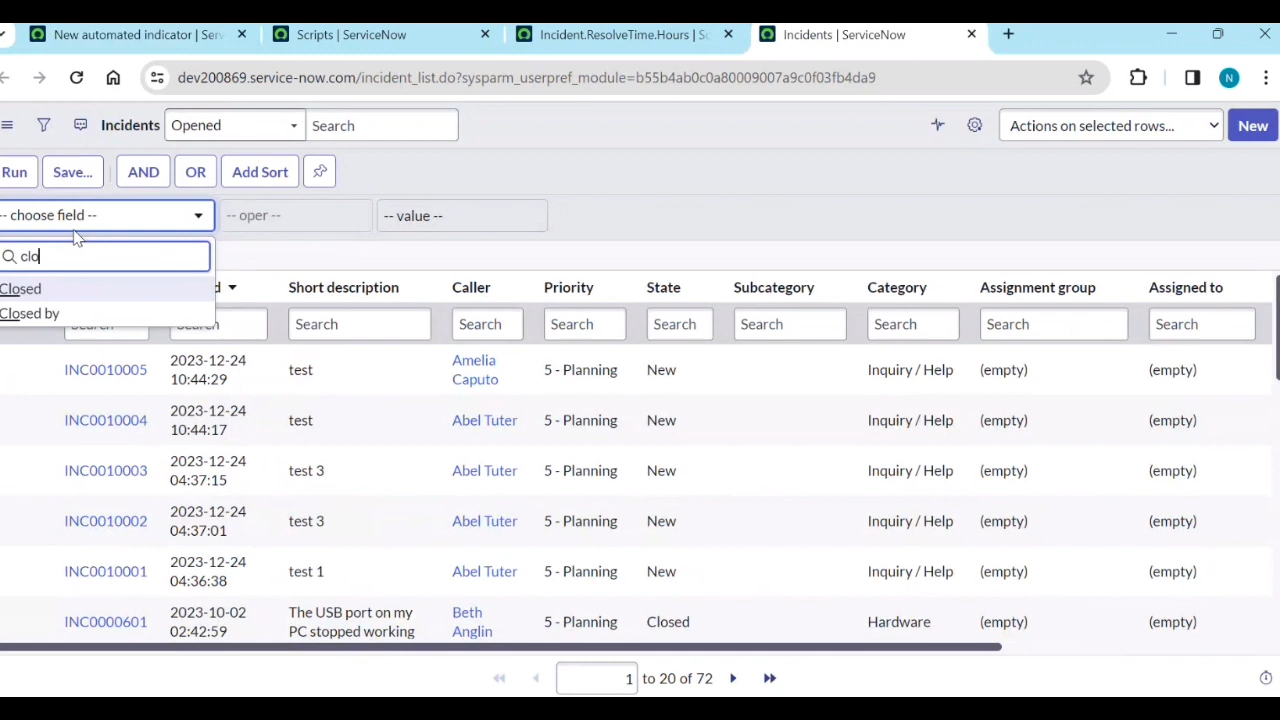 New automated indicator | Serv
Scripts | ServiceNow
Incident.ResolveTime.Hours | Sc
Incidents | ServiceNow
dev200869.service-now.com/incident_list.do?sysparm_userpref_module=b55b4ab0c0a80009007a9c0f03fb4da9
N
Incidents
Opened
Search
Actions on selected rows...
New
Run
Save...
AND
OR
Add Sort
-- choose field --
-- oper --
-- value --
clo
Closed
Closed by
d Short description Caller Priority State Subcategory Category Assignment group Assigned to
Search Search Search Search Search Search Search Search Search Search
INC0010005 2023-12-24 10:44:29 test Amelia Caputo 5 - Planning New Inquiry / Help (empty) (empty)
INC0010004 2023-12-24 10:44:17 test Abel Tuter 5 - Planning New Inquiry / Help (empty) (empty)
INC0010003 2023-12-24 04:37:15 test 3 Abel Tuter 5 - Planning New Inquiry / Help (empty) (empty)
INC0010002 2023-12-24 04:37:01 test 3 Abel Tuter 5 - Planning New Inquiry / Help (empty) (empty)
INC0010001 2023-12-24 04:36:38 test 1 Abel Tuter 5 - Planning New Inquiry / Help (empty) (empty)
INC0000601 2023-10-02 02:42:59 The USB port on my PC stopped working Beth Anglin 5 - Planning Closed Hardware (empty) (empty)
1 to 20 of 72